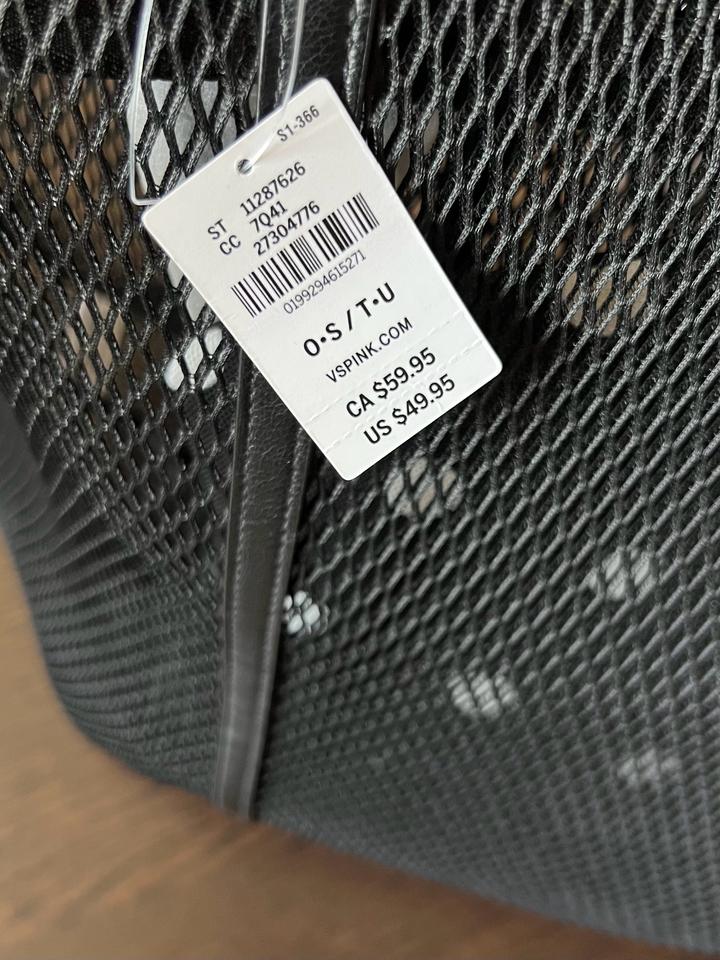 S1-366
ST 11287626
CC 7Q41
27304776
0199294615271
O•S / T•U
VSPINK.COM
CA $59.95
US $49.95